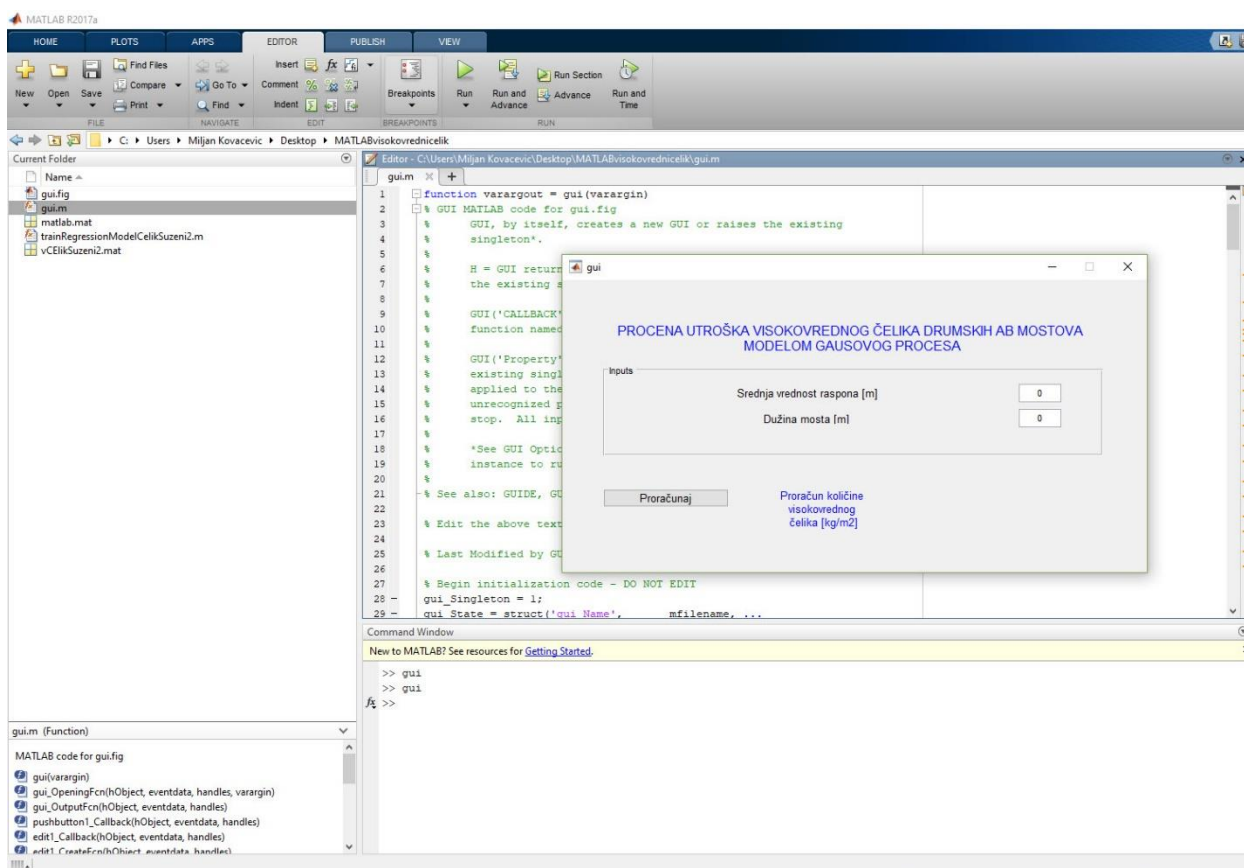 MATLAB R2017a
HOME PLOTS APPS EDITOR PUBLISH VIEW
New Open Save Find Files Compare Print Go To Find Insert fx Comment % Indent Breakpoints Run Run and Advance Run Section Advance Run and Time
FILE NAVIGATE EDIT BREAKPOINTS RUN
C: Users Miljan Kovacevic Desktop MATLABvisokovrednicelik
Current Folder
Name
gui.fig
gui.m
matlab.mat
trainRegressionModelCelikSuzeni2.m
vCElikSuzeni2.mat
gui.m (Function)
MATLAB code for gui.fig
gui(varargin)
gui_OpeningFcn(hObject, eventdata, handles, varargin)
gui_OutputFcn(hObject, eventdata, handles)
pushbutton1_Callback(hObject, eventdata, handles)
edit1_Callback(hObject, eventdata, handles)
edit1_CreateFcn(hObject, eventdata, handles)
Editor - C:\Users\Miljan Kovacevic\Desktop\MATLABvisokovrednicelik\gui.m
gui.m
1 function varargout = gui(varargin)
2 % GUI MATLAB code for gui.fig
3 % GUI, by itself, creates a new GUI or raises the existing
4 % singleton*.
5 %
6 % H = GUI return
7 % the existing s
8 %
9 % GUI('CALLBACK'
10 % function named
11 %
12 % GUI('Property'
13 % existing singl
14 % applied to the
15 % unrecognized p
16 % stop. All inp
17 %
18 % *See GUI Optio
19 % instance to ru
20 %
21 % See also: GUIDE, GU
22
23 % Edit the above text
24
25 % Last Modified by GU
26
27 % Begin initialization code - DO NOT EDIT
28 - gui_Singleton = 1;
29 - gui_State = struct('gui_Name', mfilename, ...
gui
PROCENA UTROŠKA VISOKOVREDNOG ČELIKA DRUMSKIH AB MOSTOVA
MODELOM GAUSOVOG PROCESA
Inputs
Srednja vrednost raspona [m] 0
Dužina mosta [m] 0
Proračunaj
Proračun količine
visokovrednog
čelika [kg/m2]
Command Window
New to MATLAB? See resources for Getting Started.
>> gui
>> gui
fx >>